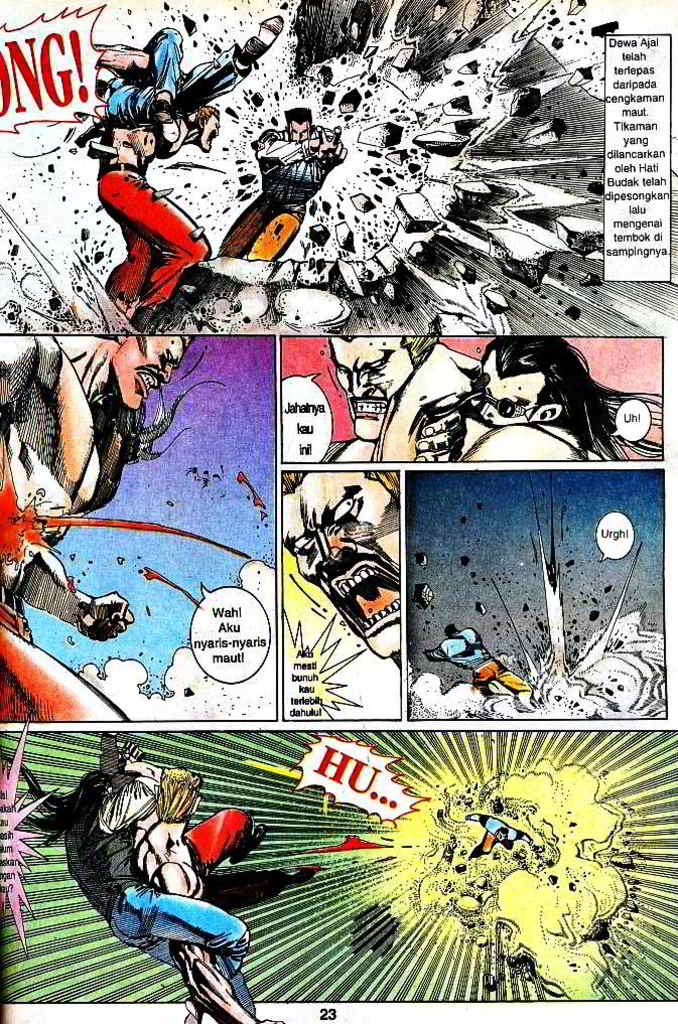 ONG!
Dewa Ajal
telah
terlepas
daripada
cengkaman
maut.
Tikaman
yang
dilancarkan
oleh Hati
Budak telah
dipesongkan
lalu
mengenai
tembok di
sampingnya.
Jahatnya
kau
ini!
Uh!
Wah!
Aku
nyaris-nyaris
maut!
Aku
mesti
bunuh
kau
terlebih
dahulu!
Urgh!
HU...
23